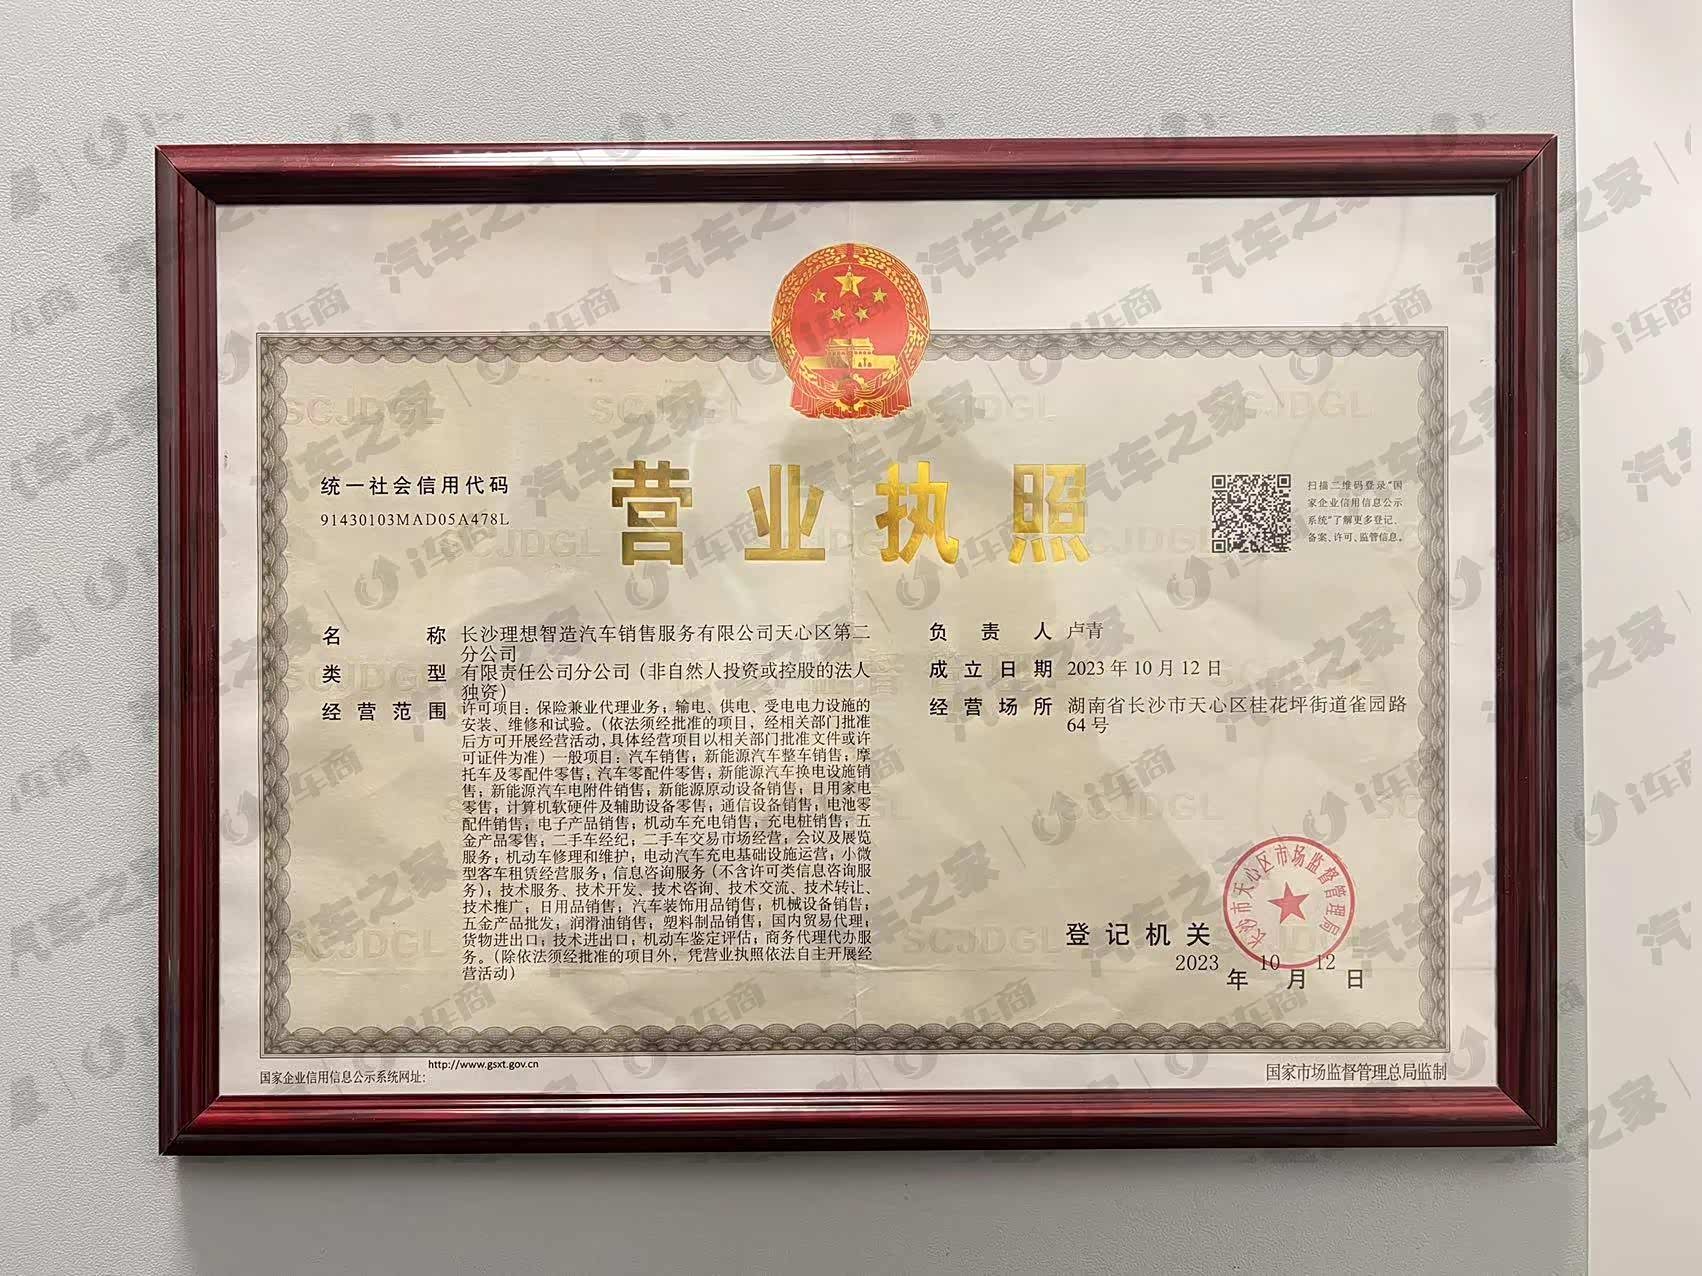 营业执照
统一社会信用代码
91430103MAD05A478L
扫描二维码登录“国
家企业信用信息公示
系统”了解更多登记、
备案、许可、监管信息。
名称 长沙理想智造汽车销售服务有限公司天心区第二
分公司
类型 有限责任公司分公司（非自然人投资或控股的法人
独资）
经营范围 许可项目：保险兼业代理业务；输电、供电、受电电力设施的
安装、维修和试验。（依法须经批准的项目，经相关部门批准
后方可开展经营活动，具体经营项目以相关部门批准文件或许
可证件为准）一般项目：汽车销售；新能源汽车整车销售；摩
托车及零配件零售；汽车零配件零售；新能源汽车换电设施销
售；新能源汽车电附件销售；新能源原动设备销售；日用家电
零售；计算机软硬件及辅助设备零售；通信设备销售；电池零
配件销售；电子产品销售；机动车充电销售；充电桩销售；五
金产品零售；二手车经纪；二手车交易市场经营；会议及展览
服务；机动车修理和维护；电动汽车充电基础设施运营；小微
型客车租赁经营服务；信息咨询服务（不含许可类信息咨询服
务）；技术服务、技术开发、技术咨询、技术交流、技术转让、
技术推广；日用品销售；汽车装饰用品销售；机械设备销售；
五金产品批发；润滑油销售；塑料制品销售；国内贸易代理；
货物进出口；技术进出口；机动车鉴定评估；商务代理代办服
务。（除依法须经批准的项目外，凭营业执照依法自主开展经
营活动）
负责人 卢青
成立日期 2023年10月12日
经营场所 湖南省长沙市天心区桂花坪街道雀园路
64号
长沙市天心区市场监督管理局
登记机关
2023年10月12日
http://www.gsxt.gov.cn
国家企业信用信息公示系统网址：
国家市场监督管理总局监制
SCJDGL
汽车之家 | i车商